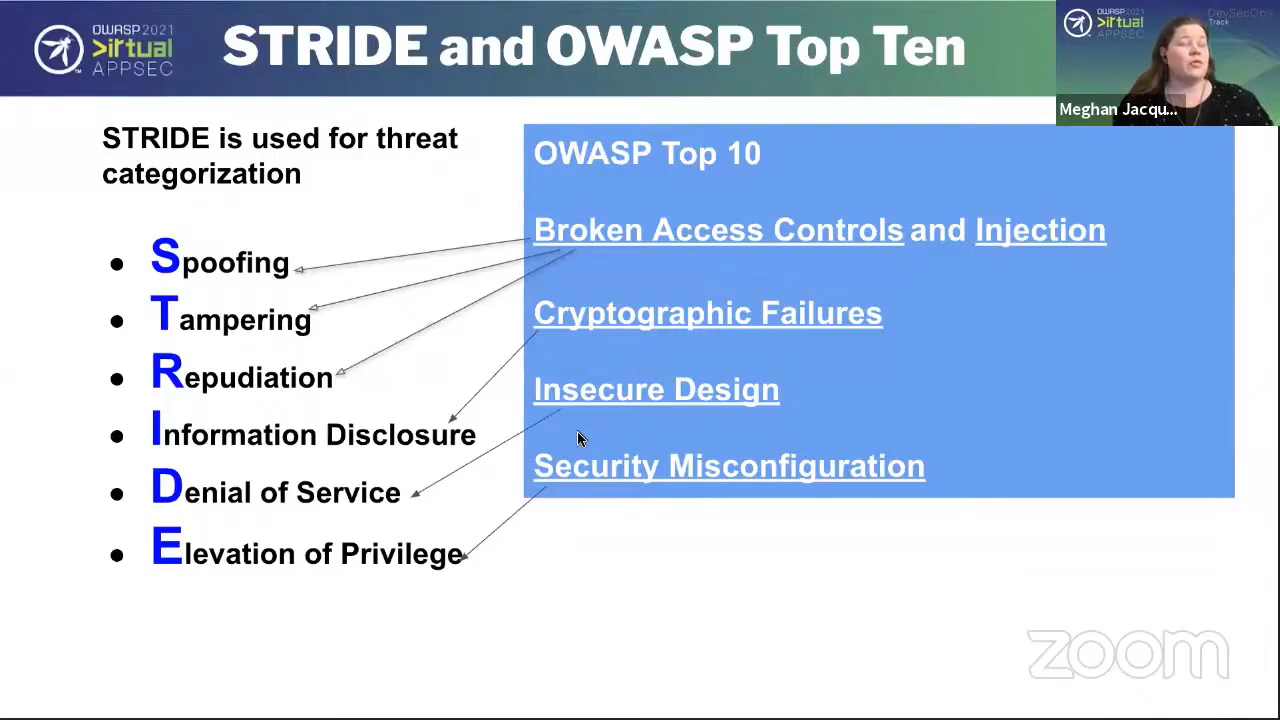 OWASP 2021
>irtual
APPSEC
STRIDE and OWASP Top Ten
OWASP 2021
>irtual
APPSEC
DevSecOps
Track
Meghan Jacqu...
STRIDE is used for threat
categorization
● Spoofing
● Tampering
● Repudiation
● Information Disclosure
● Denial of Service
● Elevation of Privilege
OWASP Top 10
Broken Access Controls and Injection
Cryptographic Failures
Insecure Design
Security Misconfiguration
zoom